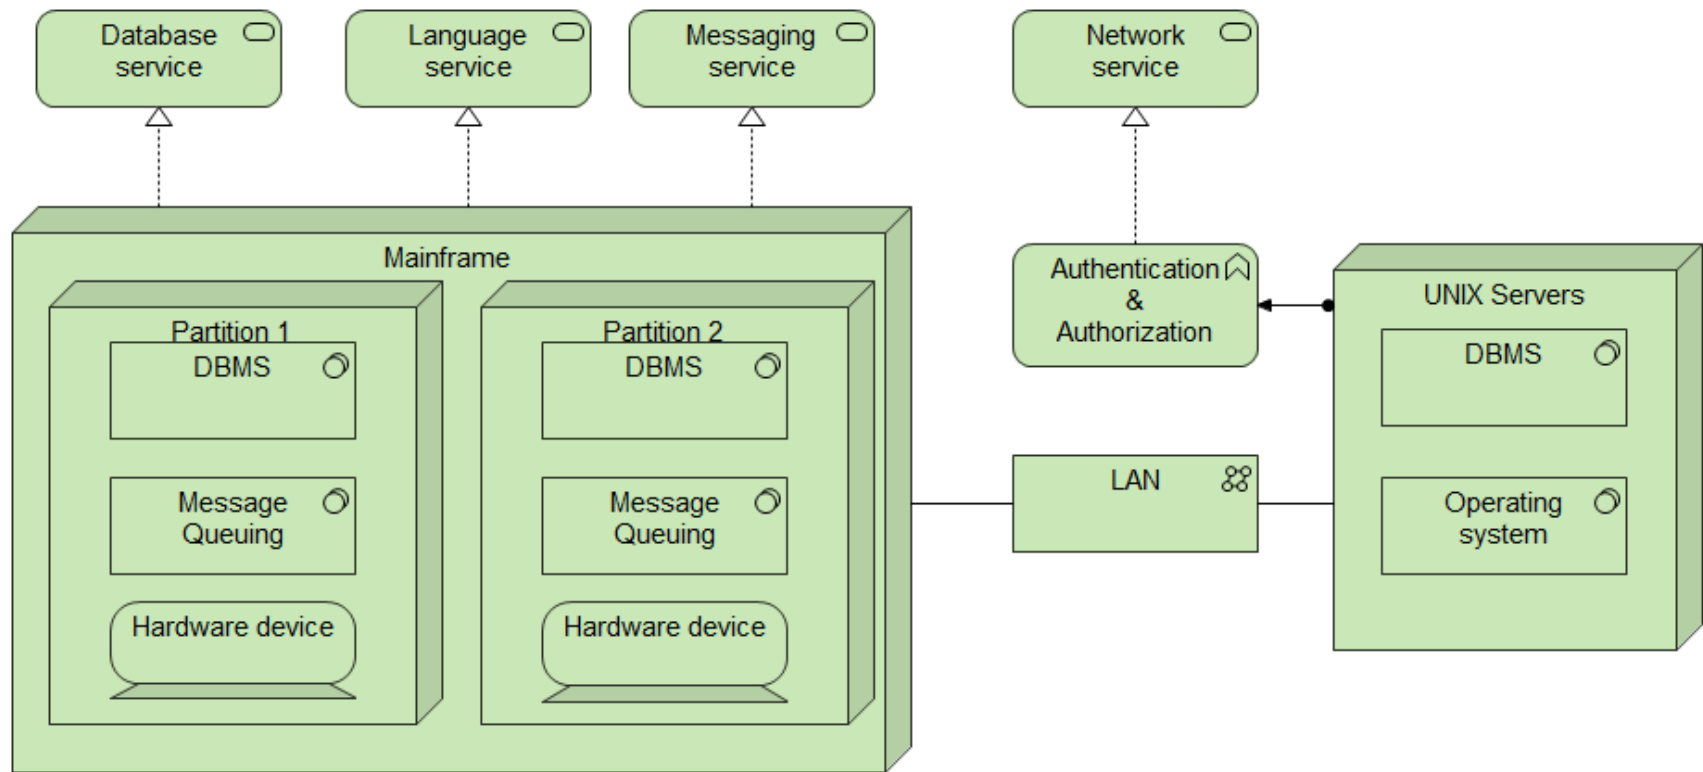 Database
service
Language
service
Messaging
service
Network
service
Mainframe
Partition 1
DBMS
Message
Queuing
Hardware device
Partition 2
DBMS
Message
Queuing
Hardware device
Authentication
&
Authorization
LAN
UNIX Servers
DBMS
Operating
system